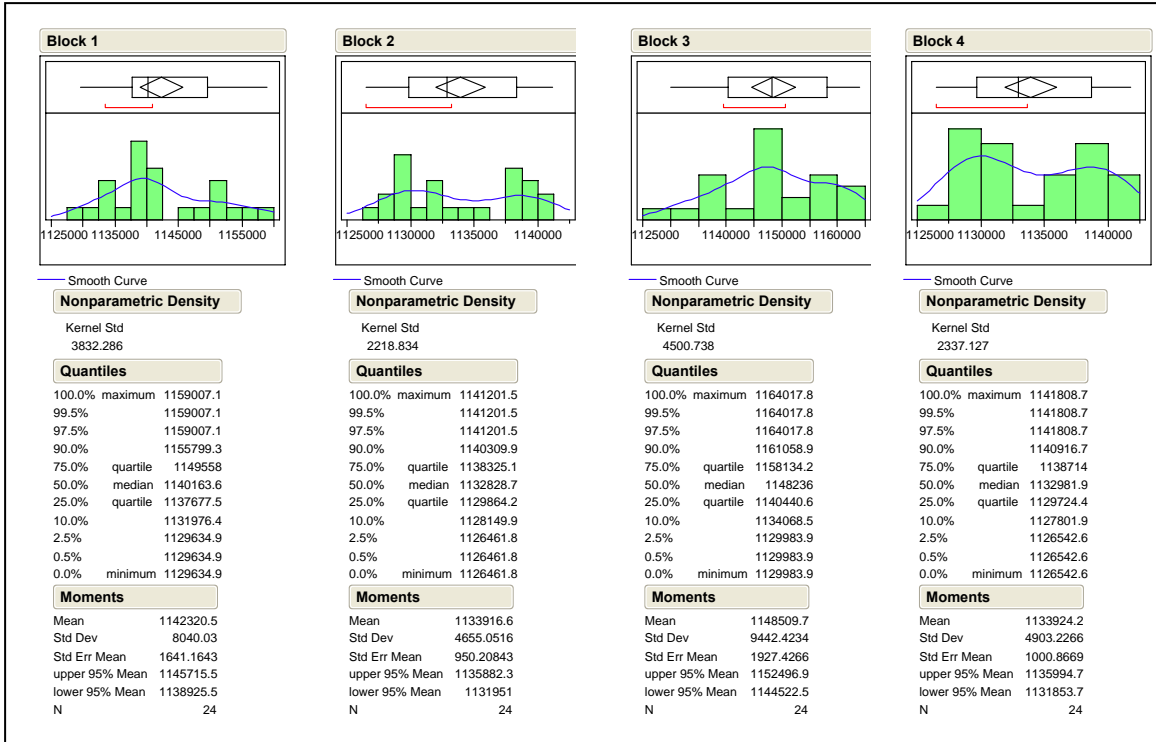 Block 1
1125000 1135000 1145000 1155000
Smooth Curve
Nonparametric Density
Kernel Std
3832.286
Quantiles
100.0% maximum 1159007.1
99.5% 1159007.1
97.5% 1159007.1
90.0% 1155799.3
75.0% quartile 1149558
50.0% median 1140163.6
25.0% quartile 1137677.5
10.0% 1131976.4
2.5% 1129634.9
0.5% 1129634.9
0.0% minimum 1129634.9
Moments
Mean 1142320.5
Std Dev 8040.03
Std Err Mean 1641.1643
upper 95% Mean 1145715.5
lower 95% Mean 1138925.5
N 24
Block 2
1125000 1130000 1135000 1140000
Smooth Curve
Nonparametric Density
Kernel Std
2218.834
Quantiles
100.0% maximum 1141201.5
99.5% 1141201.5
97.5% 1141201.5
90.0% 1140309.9
75.0% quartile 1138325.1
50.0% median 1132828.7
25.0% quartile 1129864.2
10.0% 1128149.9
2.5% 1126461.8
0.5% 1126461.8
0.0% minimum 1126461.8
Moments
Mean 1133916.6
Std Dev 4655.0516
Std Err Mean 950.20843
upper 95% Mean 1135882.3
lower 95% Mean 1131951
N 24
Block 3
1125000 1140000 1150000 1160000
Smooth Curve
Nonparametric Density
Kernel Std
4500.738
Quantiles
100.0% maximum 1164017.8
99.5% 1164017.8
97.5% 1164017.8
90.0% 1161058.9
75.0% quartile 1158134.2
50.0% median 1148236
25.0% quartile 1140440.6
10.0% 1134068.5
2.5% 1129983.9
0.5% 1129983.9
0.0% minimum 1129983.9
Moments
Mean 1148509.7
Std Dev 9442.4234
Std Err Mean 1927.4266
upper 95% Mean 1152496.9
lower 95% Mean 1144522.5
N 24
Block 4
1125000 1130000 1135000 1140000
Smooth Curve
Nonparametric Density
Kernel Std
2337.127
Quantiles
100.0% maximum 1141808.7
99.5% 1141808.7
97.5% 1141808.7
90.0% 1140916.7
75.0% quartile 1138714
50.0% median 1132981.9
25.0% quartile 1129724.4
10.0% 1127801.9
2.5% 1126542.6
0.5% 1126542.6
0.0% minimum 1126542.6
Moments
Mean 1133924.2
Std Dev 4903.2266
Std Err Mean 1000.8669
upper 95% Mean 1135994.7
lower 95% Mean 1131853.7
N 24